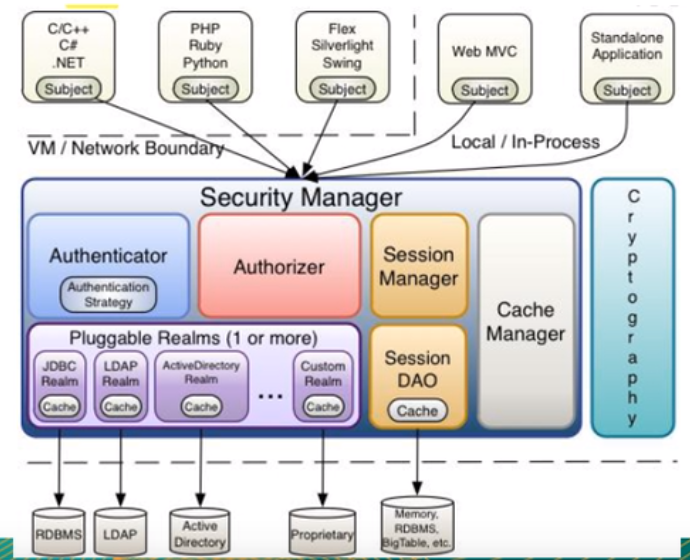 C/C++
C#
.NET
Subject
PHP
Ruby
Python
Subject
Flex
Silverlight
Swing
Subject
Web MVC
Subject
Standalone
Application
Subject
VM / Network Boundary
Local / In-Process
Security Manager
Authenticator
Authentication
Strategy
Authorizer
Session
Manager
Cache
Manager
Pluggable Realms (1 or more)
JDBC
Realm
Cache
LDAP
Realm
Cache
ActiveDirectory
Realm
Cache
...
Custom
Realm
Cache
Session
DAO
Cache
Cryptography
RDBMS
LDAP
Active
Directory
Proprietary
Memory,
RDBMS,
BigTable, etc.